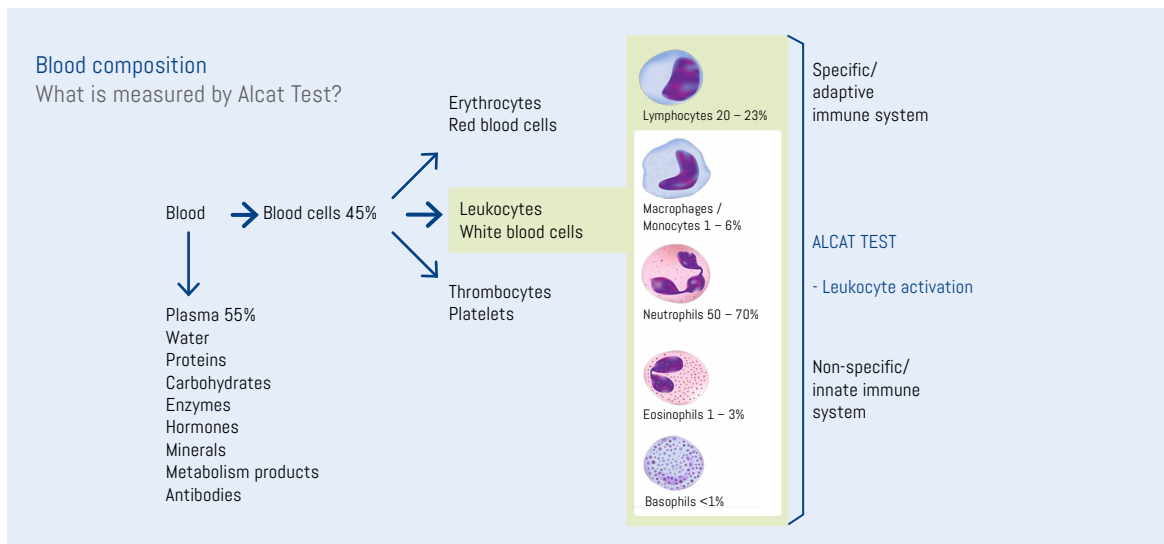 Blood composition
What is measured by Alcat Test?
Blood
Blood cells 45%
Plasma 55%
Water
Proteins
Carbohydrates
Enzymes
Hormones
Minerals
Metabolism products
Antibodies
Erythrocytes
Red blood cells
Leukocytes
White blood cells
Thrombocytes
Platelets
Lymphocytes 20 – 23%
Macrophages /
Monocytes 1 – 6%
Neutrophils 50 – 70%
Eosinophils 1 – 3%
Basophils <1%
Specific/
adaptive
immune system
ALCAT TEST
- Leukocyte activation
Non-specific/
innate immune
system